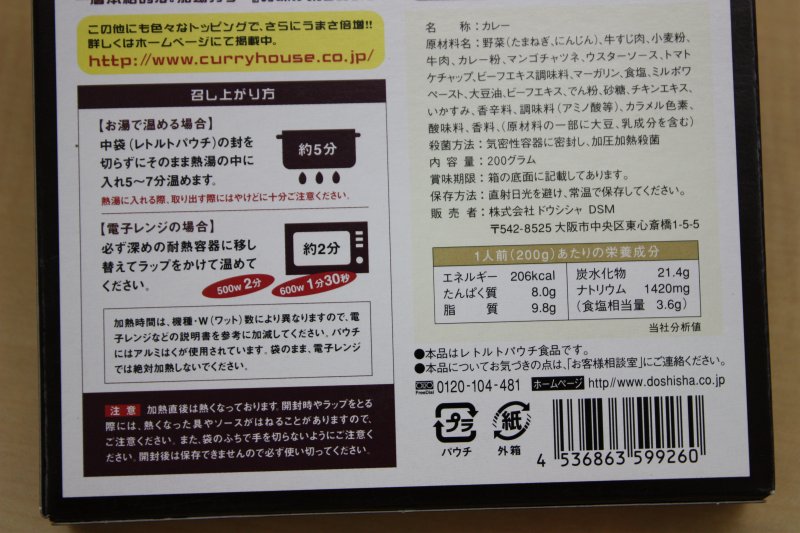 この他にも色々なトッピングで、さらにうまさ倍増!!
詳しくはホームページにて掲載中。
http://www.curryhouse.co.jp/
召し上がり方
【お湯で温める場合】
中袋(レトルトパウチ)の封を
切らずにそのまま熱湯の中に
入れ5〜7分温めます。
熱湯に入れる際、取り出す際にはやけどに十分ご注意ください。
約5分
【電子レンジの場合】
必ず深めの耐熱容器に移し
替えてラップをかけて温めて
ください。
約2分
500w 2分
600w 1分30秒
加熱時間は、機種・W(ワット)数により異なりますので、電
子レンジなどの説明書を参考に加減してください。パウチ
にはアルミはくが使用されています。袋のまま、電子レンジ
では絶対加熱しないでください。
注意 加熱直後は熱くなっております。開封時やラップをとる
際には、熱くなった具やソースがはねることがありますので、
ご注意ください。また、袋のふちで手を切らないようにご注意
ください。開封後は保存できませんので必ず使い切ってください。
名称:カレー
原材料名:野菜(たまねぎ、にんじん)、牛すじ肉、小麦粉、
牛肉、カレー粉、マンゴチャツネ、ウスターソース、トマト
ケチャップ、ビーフエキス調味料、マーガリン、食塩、ミルポワ
ペースト、大豆油、ビーフエキス、でん粉、砂糖、チキンエキス、
いかすみ、香辛料、調味料(アミノ酸等)、カラメル色素、
酸味料、香料、(原材料の一部に大豆、乳成分を含む)
殺菌方法:気密性容器に密封し、加圧加熱殺菌
内容量:200グラム
賞味期限:箱の底面に記載してあります。
保存方法:直射日光を避け、常温で保存してください。
販売者:株式会社ドウシシャ DSM
〒542-8525 大阪市中央区東心斎橋1-5-5
1人前(200g)あたりの栄養成分
エネルギー 206kcal
たんぱく質 8.0g
脂質 9.8g
炭水化物 21.4g
ナトリウム 1420mg
(食塩相当量 3.6g)
当社分析値
●本品はレトルトパウチ食品です。
●本品についてお気づきの点は、「お客様相談室」にご連絡ください。
FreeDial 0120-104-481 ホームページ http://www.doshisha.co.jp
プラ
パウチ
紙
外箱
4 536863 599260